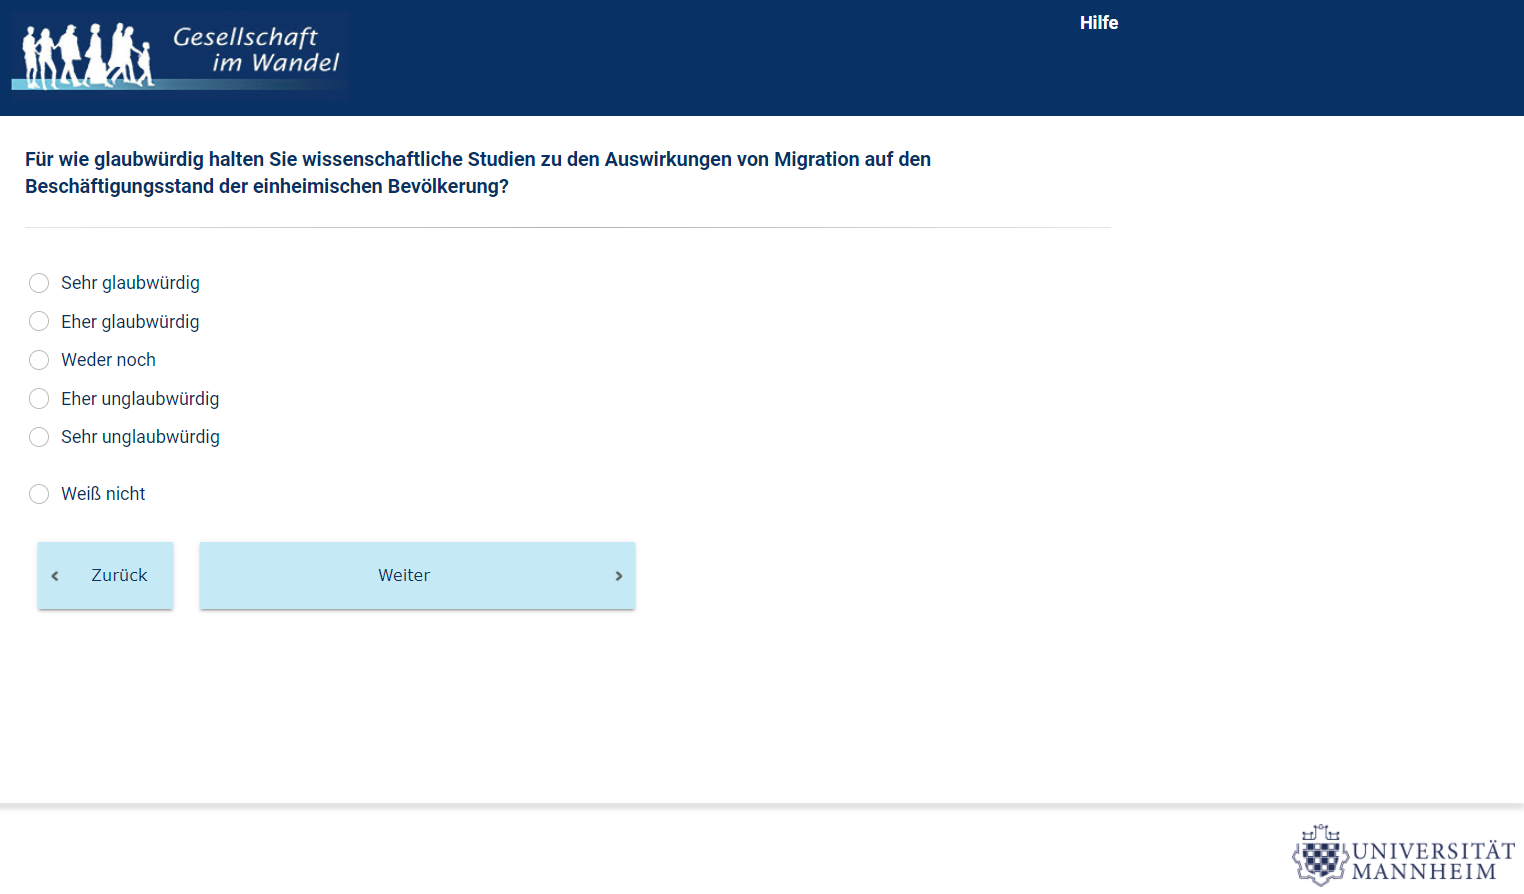 Gesellschaft
im Wandel
Hilfe
Für wie glaubwürdig halten Sie wissenschaftliche Studien zu den Auswirkungen von Migration auf den
Beschäftigungsstand der einheimischen Bevölkerung?
Sehr glaubwürdig
Eher glaubwürdig
Weder noch
Eher unglaubwürdig
Sehr unglaubwürdig
Weiß nicht
Zurück
Weiter
UNIVERSITÄT
MANNHEIM